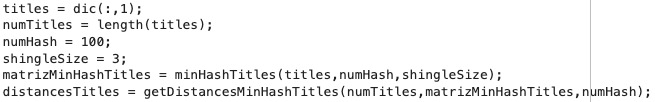 titles = dic(:,1);
numTitles = length(titles);
numHash = 100;
shingleSize = 3;
matrizMinHashTitles = minHashTitles(titles,numHash,shingleSize);
distancesTitles = getDistancesMinHashTitles(numTitles,matrizMinHashTitles,numHash);